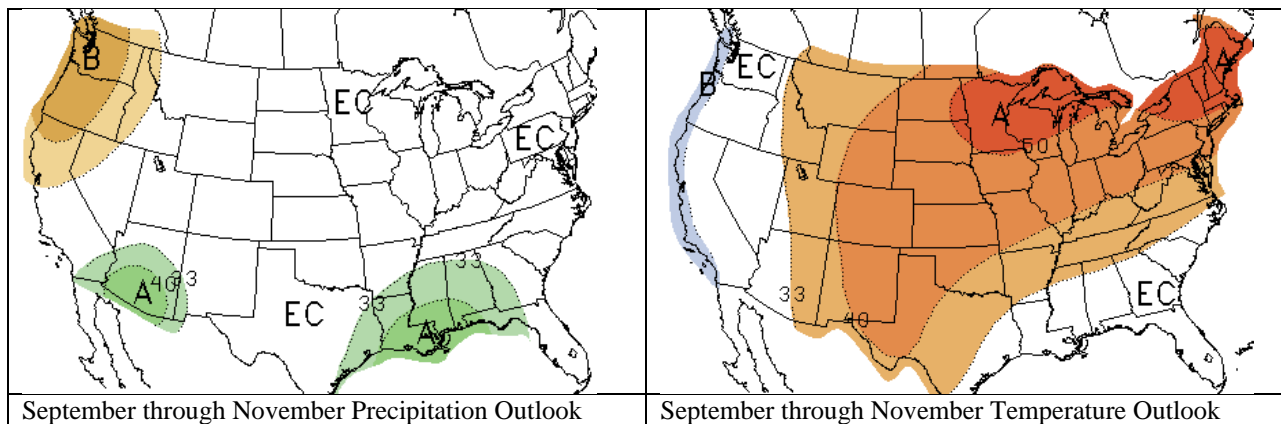 B
EC
EC
A
40
33
33
33
EC
A
September through November Precipitation Outlook
B
EC
A
A
50
33
40
EC
September through November Temperature Outlook